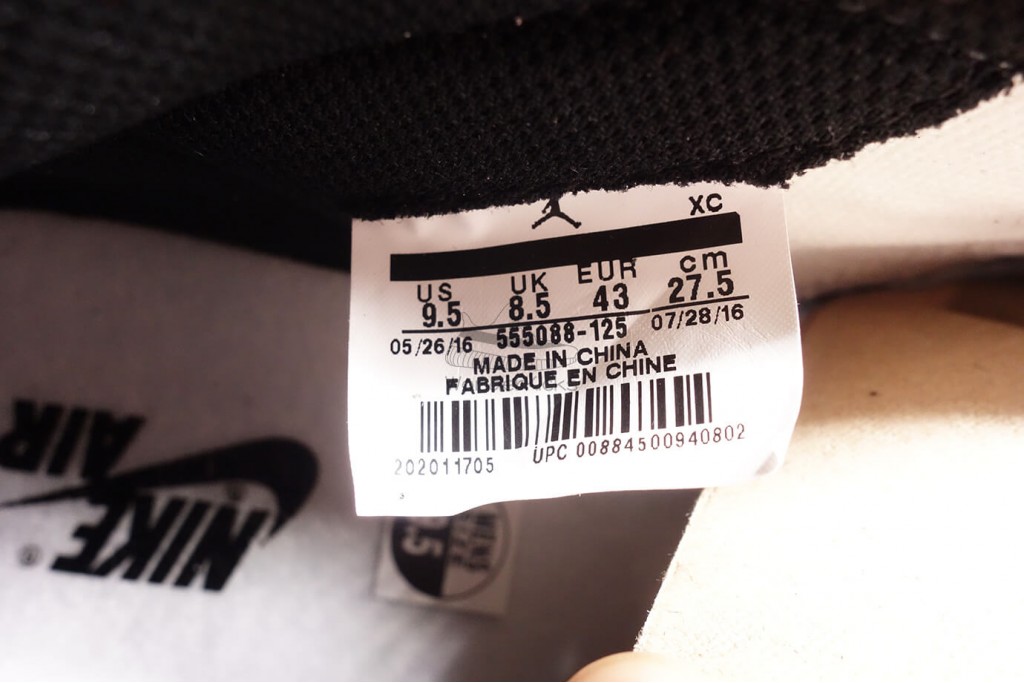 XC
US UK EUR cm
9.5 8.5 43 27.5
05/26/16 555088-125 07/28/16
MADE IN CHINA
FABRIQUE EN CHINE
202011705 UPC 00884500940802
NIKE
AIR
MENS